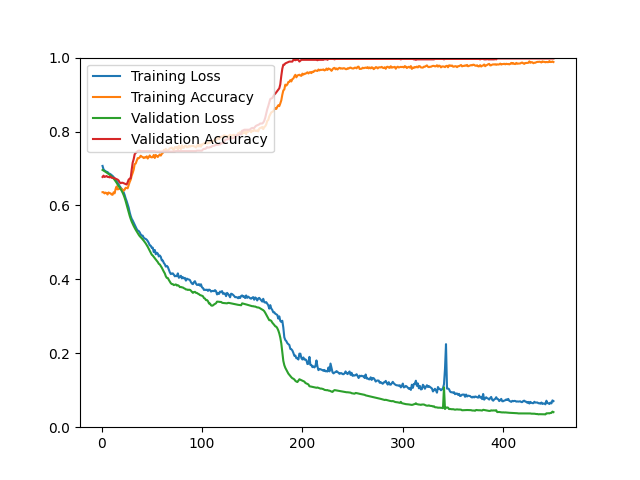 Training Loss
Training Accuracy
Validation Loss
Validation Accuracy
1.0
0.8
0.6
0.4
0.2
0.0
0 100 200 300 400